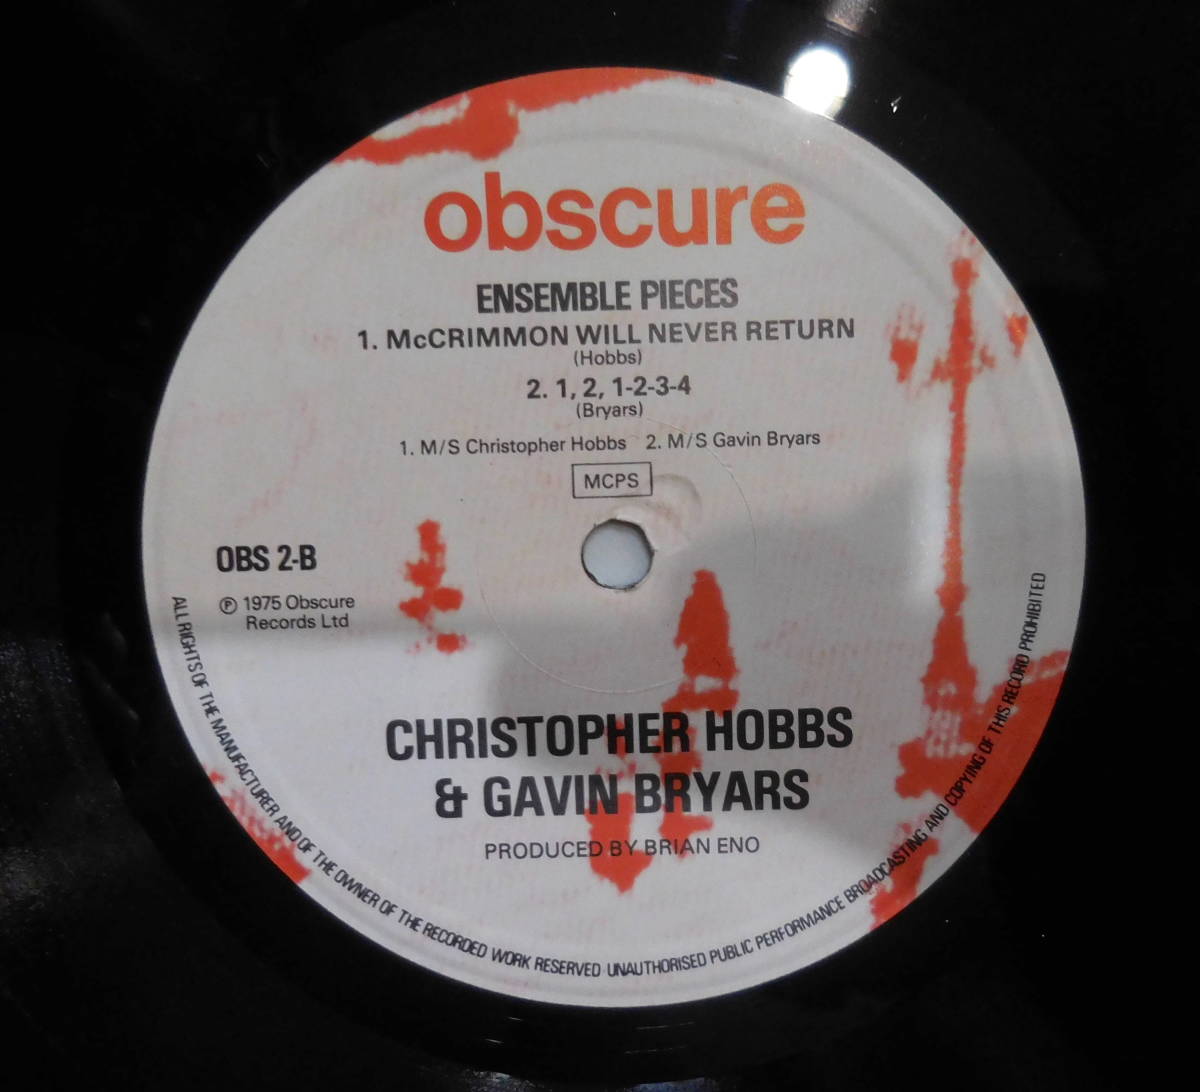 obscure
ENSEMBLE PIECES
1. McCRIMMON WILL NEVER RETURN
(Hobbs)
2. 1, 2, 1-2-3-4
(Bryars)
1. M/S Christopher Hobbs 2. M/S Gavin Bryars
MCPS
OBS 2-B
℗ 1975 Obscure
Records Ltd
CHRISTOPHER HOBBS
& GAVIN BRYARS
PRODUCED BY BRIAN ENO
ALL RIGHTS OF THE MANUFACTURER AND OF THE OWNER OF THE RECORDED WORK RESERVED UNAUTHORISED PUBLIC PERFORMANCE BROADCASTING AND COPYING OF THIS RECORD PROHIBITED